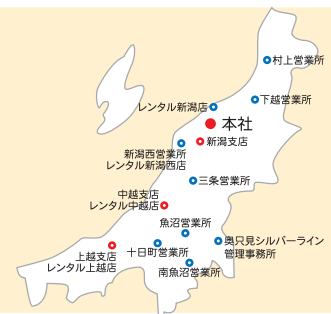 村上営業所
下越営業所
レンタル新潟店
本社
新潟支店
新潟西営業所
レンタル新潟西店
三条営業所
中越支店
レンタル中越店
魚沼営業所
奥只見シルバーライン
管理事務所
上越支店
レンタル上越店
十日町営業所
南魚沼営業所